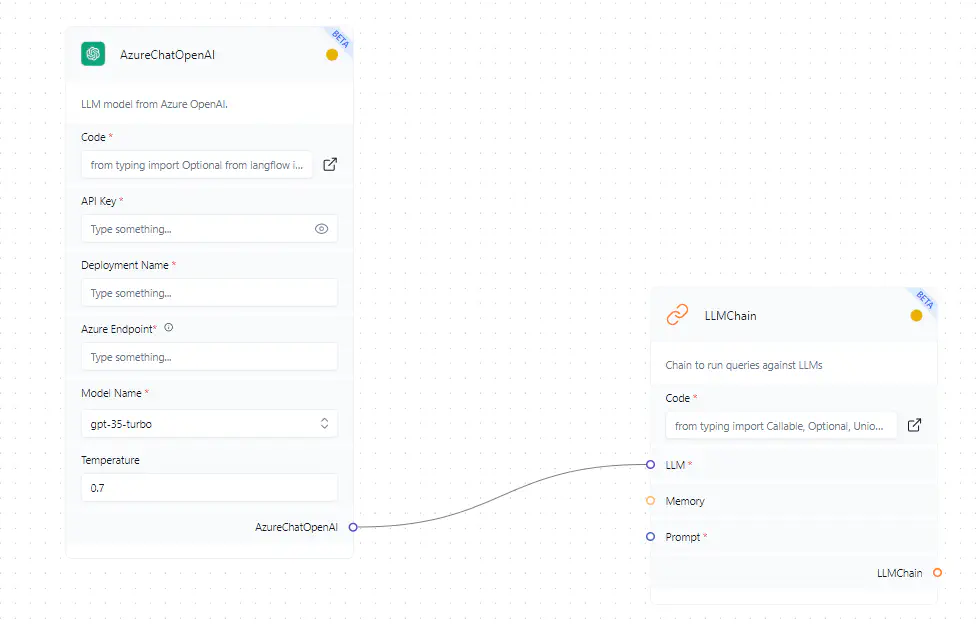 AzureChatOpenAI
BETA
LLM model from Azure OpenAI.
Code *
from typing import Optional from langflow i...
API Key *
Type something...
Deployment Name *
Type something...
Azure Endpoint*
Type something...
Model Name *
gpt-35-turbo
Temperature
0.7
AzureChatOpenAI
LLMChain
BETA
Chain to run queries against LLMs
Code *
from typing import Callable, Optional, Unio...
LLM *
Memory
Prompt *
LLMChain